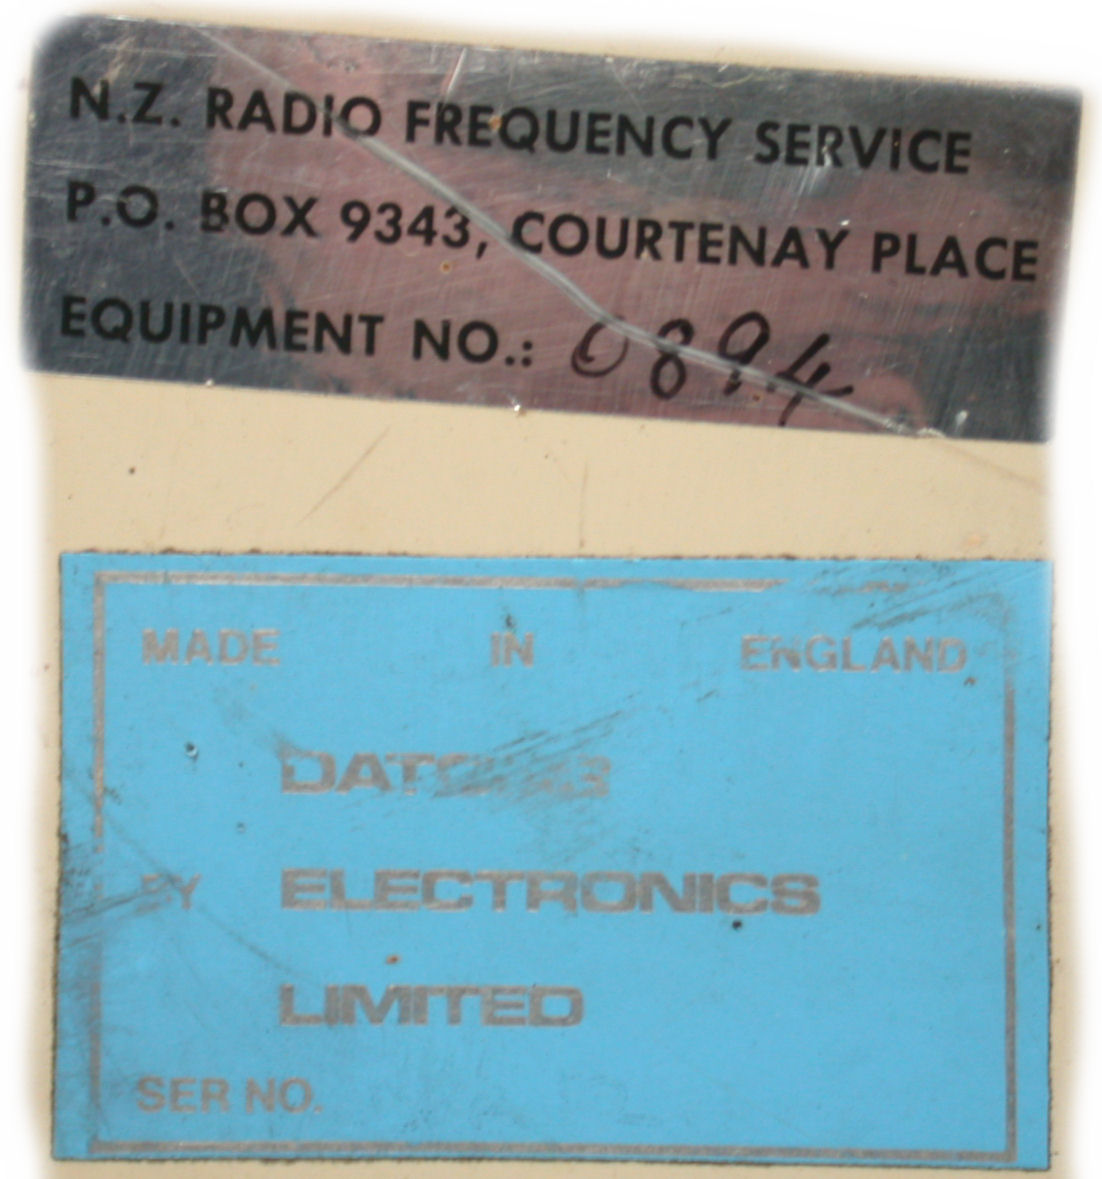 N.Z. RADIO FREQUENCY SERVICE
P.O. BOX 9343, COURTENAY PLACE
EQUIPMENT NO.: 0894
MADE IN ENGLAND
BY ELECTRONICS
LIMITED
SER NO.